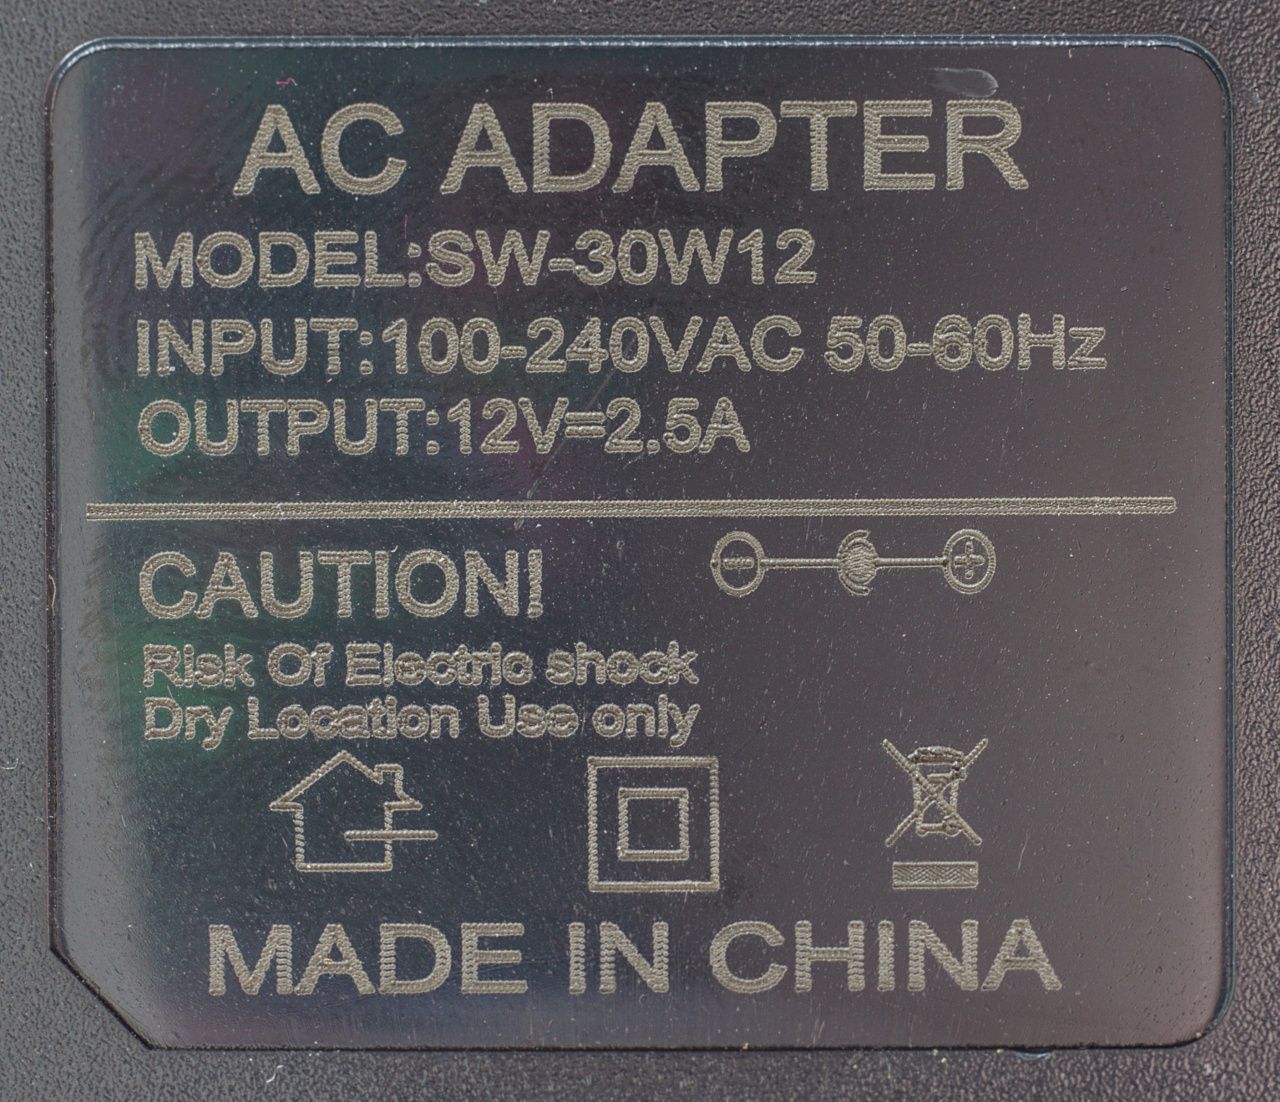 AC ADAPTER
MODEL:SW-30W12
INPUT:100-240VAC 50-60Hz
OUTPUT:12V=2.5A
CAUTION!
Risk Of Electric shock
Dry Location Use only
MADE IN CHINA